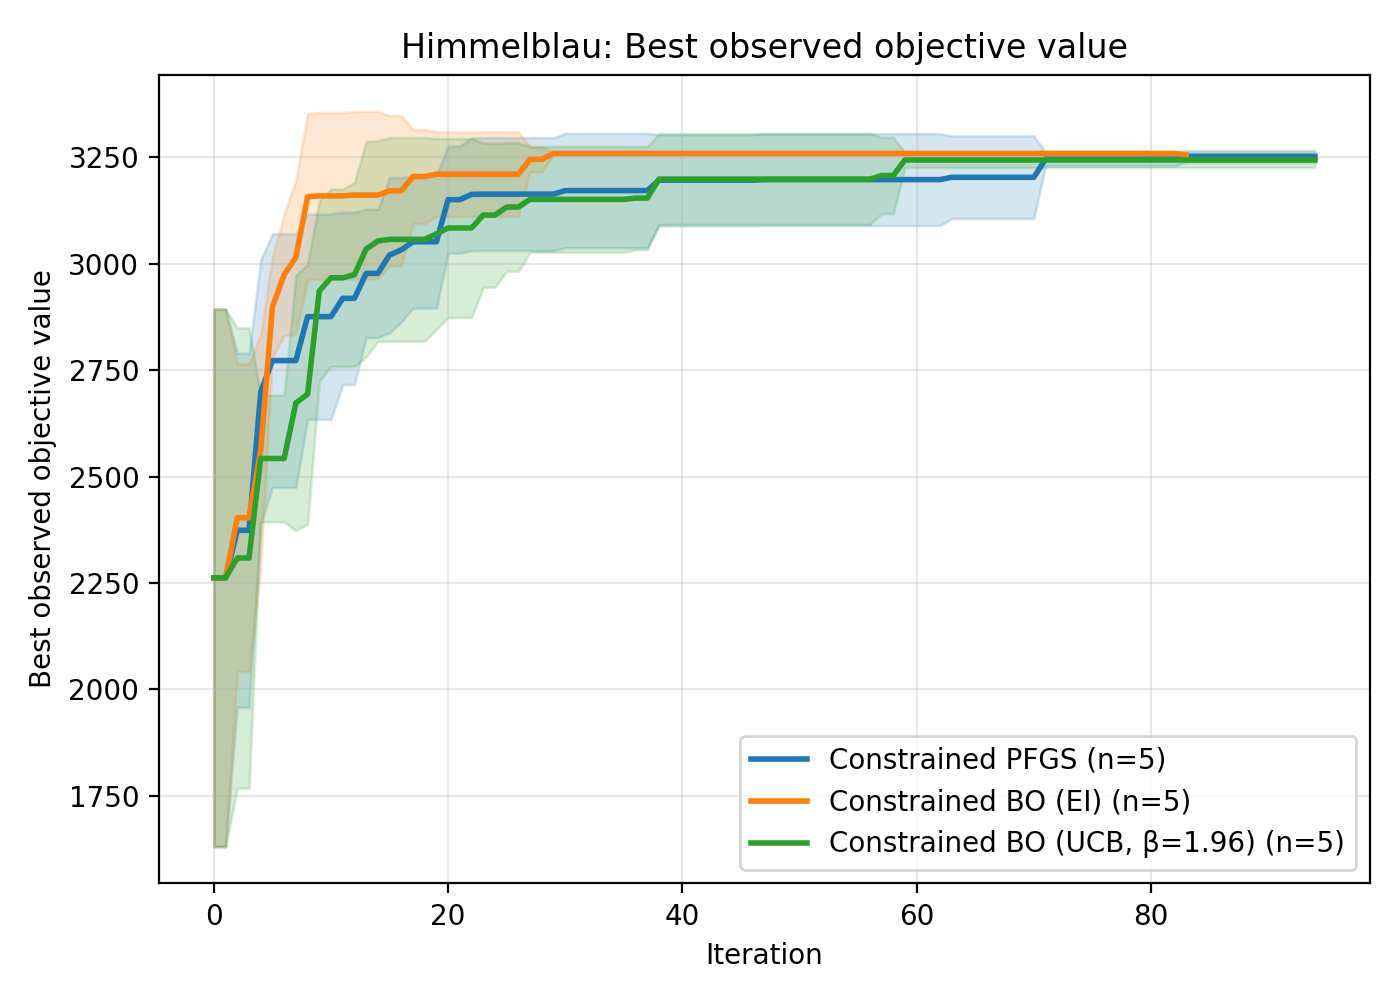 Himmelblau: Best observed objective value
Best observed objective value
3250
3000
2750
2500
2250
2000
1750
0
20
40
60
80
Iteration
Constrained PFGS (n=5)
Constrained BO (EI) (n=5)
Constrained BO (UCB, β=1.96) (n=5)